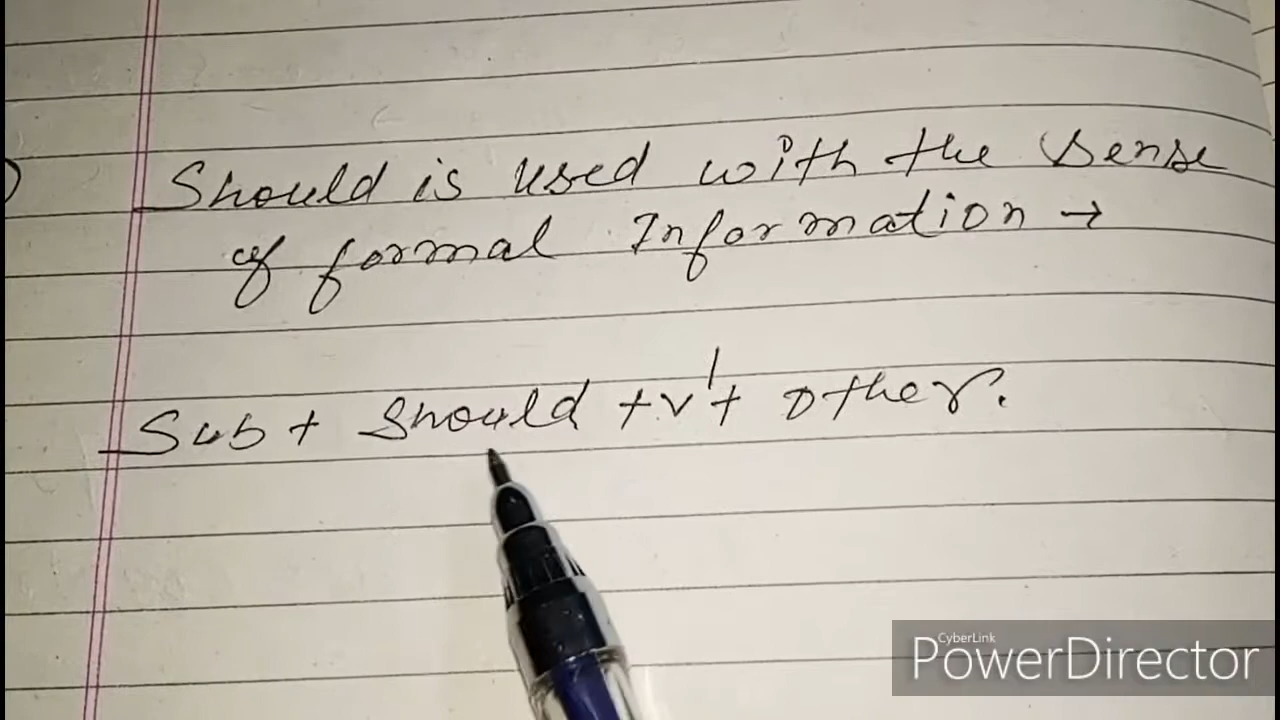 Should is used with the sense
of formal Information →
Sub + Should + v¹ + other.
CyberLink
PowerDirector